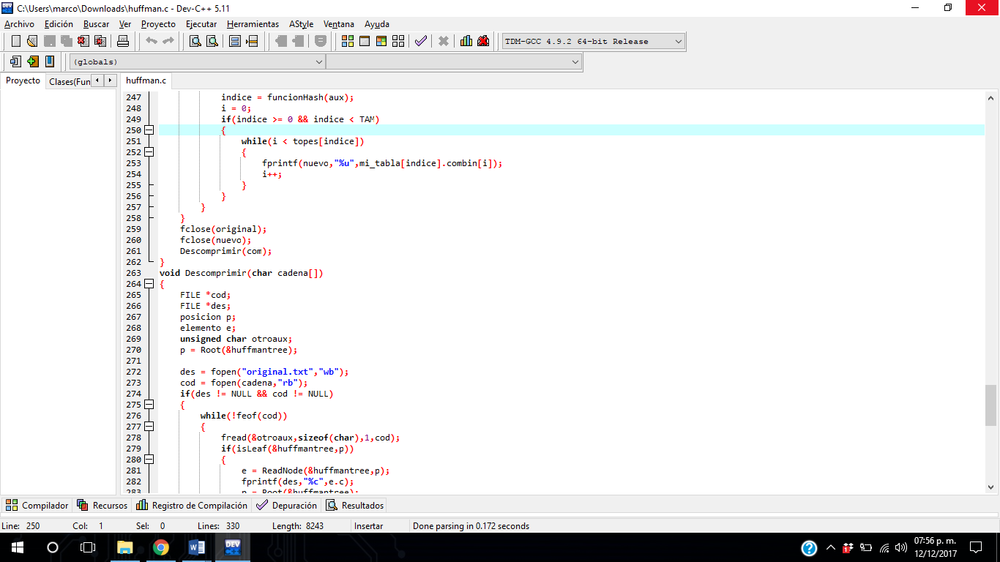 C:\Users\marco\Downloads\huffman.c - Dev-C++ 5.11
Archivo Edición Buscar Ver Proyecto Ejecutar Herramientas AStyle Ventana Ayuda
TDM-GCC 4.9.2 64-bit Release
(globals)
Proyecto Clases(Fun huffman.c
247 indice = funcionHash(aux);
248 i = 0;
249 if(indice >= 0 && indice < TAM)
250 {
251 while(i < topes[indice])
252 {
253 fprintf(nuevo,"%u",mi_tabla[indice].combin[i]);
254 i++;
255 }
256 }
257 }
258 }
259 fclose(original);
260 fclose(nuevo);
261 Descomprimir(com);
262 }
263 void Descomprimir(char cadena[])
264 {
265 FILE *cod;
266 FILE *des;
267 posicion p;
268 elemento e;
269 unsigned char otroaux;
270 p = Root(&huffmantree);
271
272 des = fopen("original.txt","wb");
273 cod = fopen(cadena,"rb");
274 if(des != NULL && cod != NULL)
275 {
276 while(!feof(cod))
277 {
278 fread(&otroaux,sizeof(char),1,cod);
279 if(isLeaf(&huffmantree,p))
280 {
281 e = ReadNode(&huffmantree,p);
282 fprintf(des,"%c",e.c);
283 p = Root(&huffmantree);
Compilador Recursos Registro de Compilación Depuración Resultados
Line: 250 Col: 1 Sel: 0 Lines: 330 Length: 8243 Insertar Done parsing in 0.172 seconds
DEV
07:56 p. m.
12/12/2017